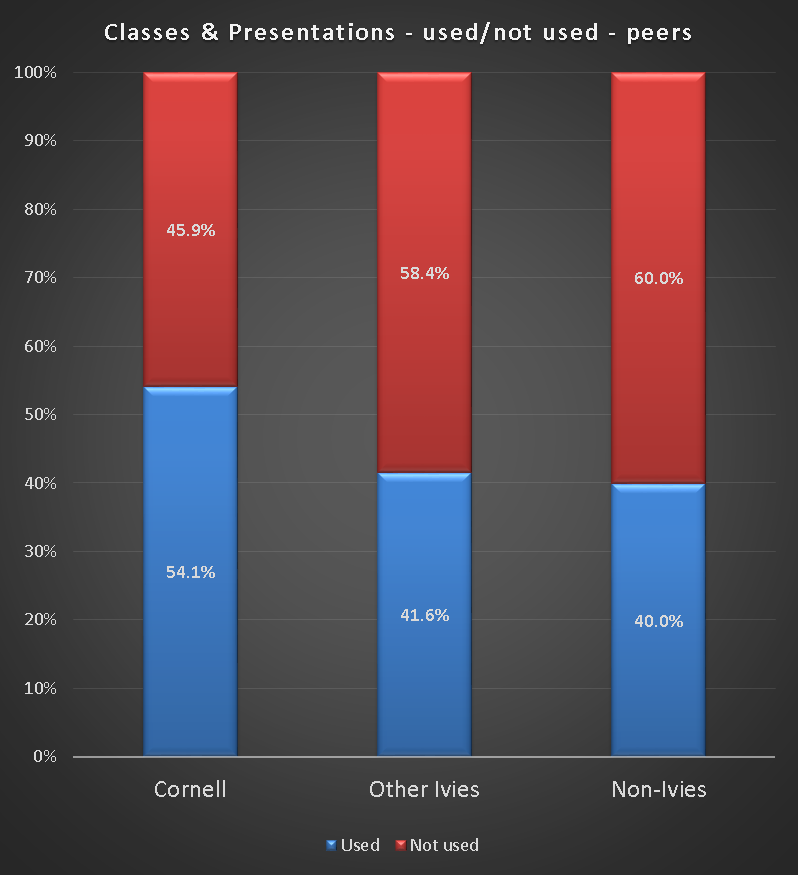 Classes & Presentations - used/not used - peers
100%
90%
80%
70%
60%
50%
40%
30%
20%
10%
0%
45.9%
58.4%
60.0%
54.1%
41.6%
40.0%
Cornell
Other Ivies
Non-Ivies
Used
Not used